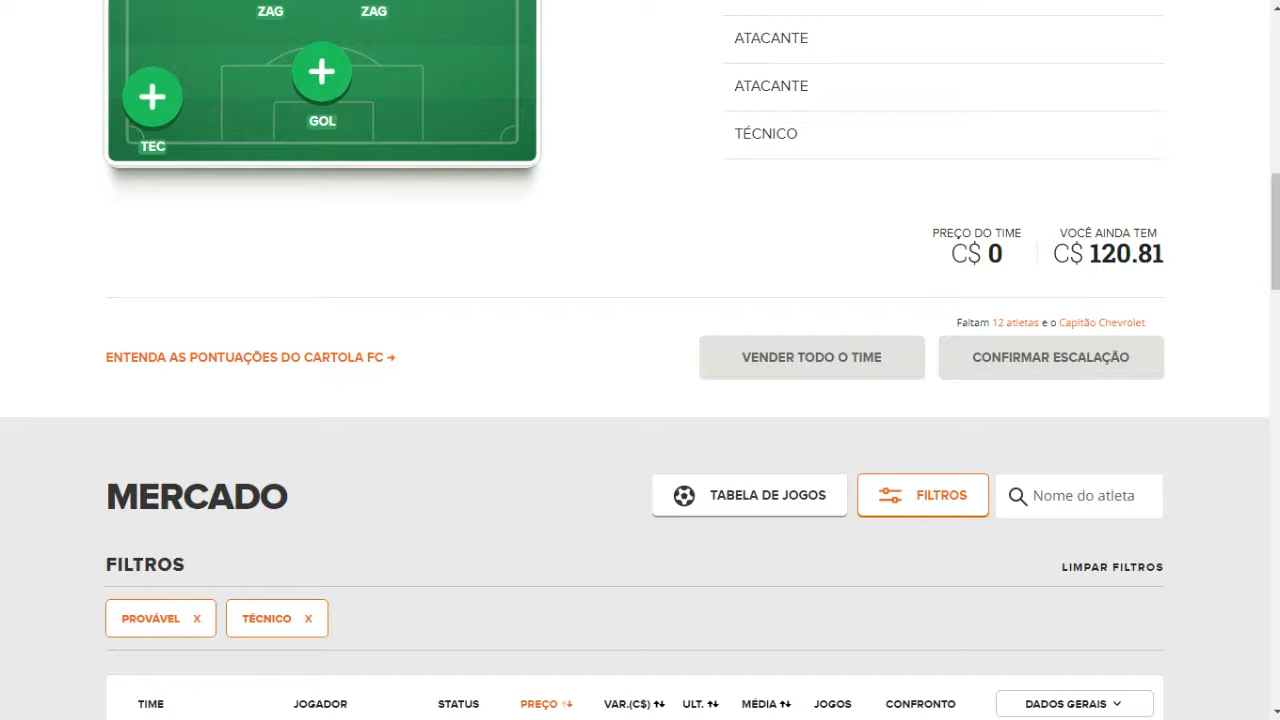 ZAG ZAG
GOL
TEC
ATACANTE
ATACANTE
TÉCNICO
PREÇO DO TIME
C$ 0
VOCÊ AINDA TEM
C$ 120.81
Faltam 12 atletas e o Capitão Chevrolet
ENTENDA AS PONTUAÇÕES DO CARTOLA FC →
VENDER TODO O TIME
CONFIRMAR ESCALAÇÃO
MERCADO
TABELA DE JOGOS
FILTROS
Nome do atleta
FILTROS
LIMPAR FILTROS
PROVÁVEL X
TÉCNICO X
TIME JOGADOR STATUS PREÇO VAR.(C$) ULT. MÉDIA JOGOS CONFRONTO DADOS GERAIS